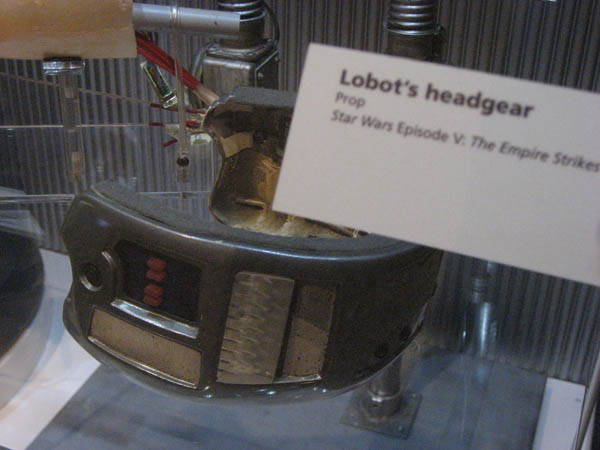 Lobot's headgear
Prop
Star Wars Episode V: The Empire Strikes